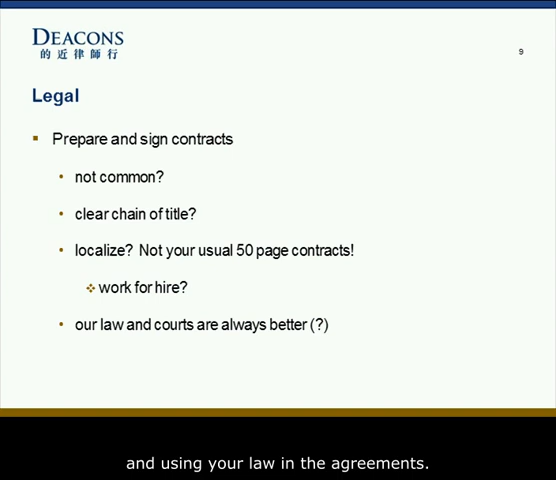 DEACONS
的近律師行
9
Legal
Prepare and sign contracts
not common?
clear chain of title?
localize? Not your usual 50 page contracts!
work for hire?
our law and courts are always better (?)
and using your law in the agreements.